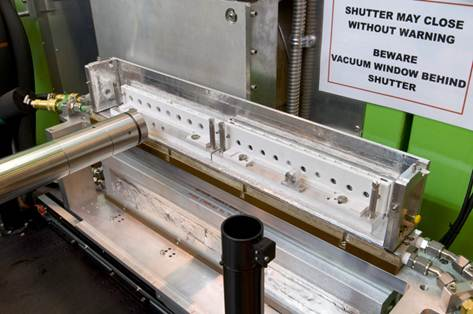 SHUTTER MAY CLOSE
WITHOUT WARNING
BEWARE
VACUUM WINDOW BEHIND
SHUTTER